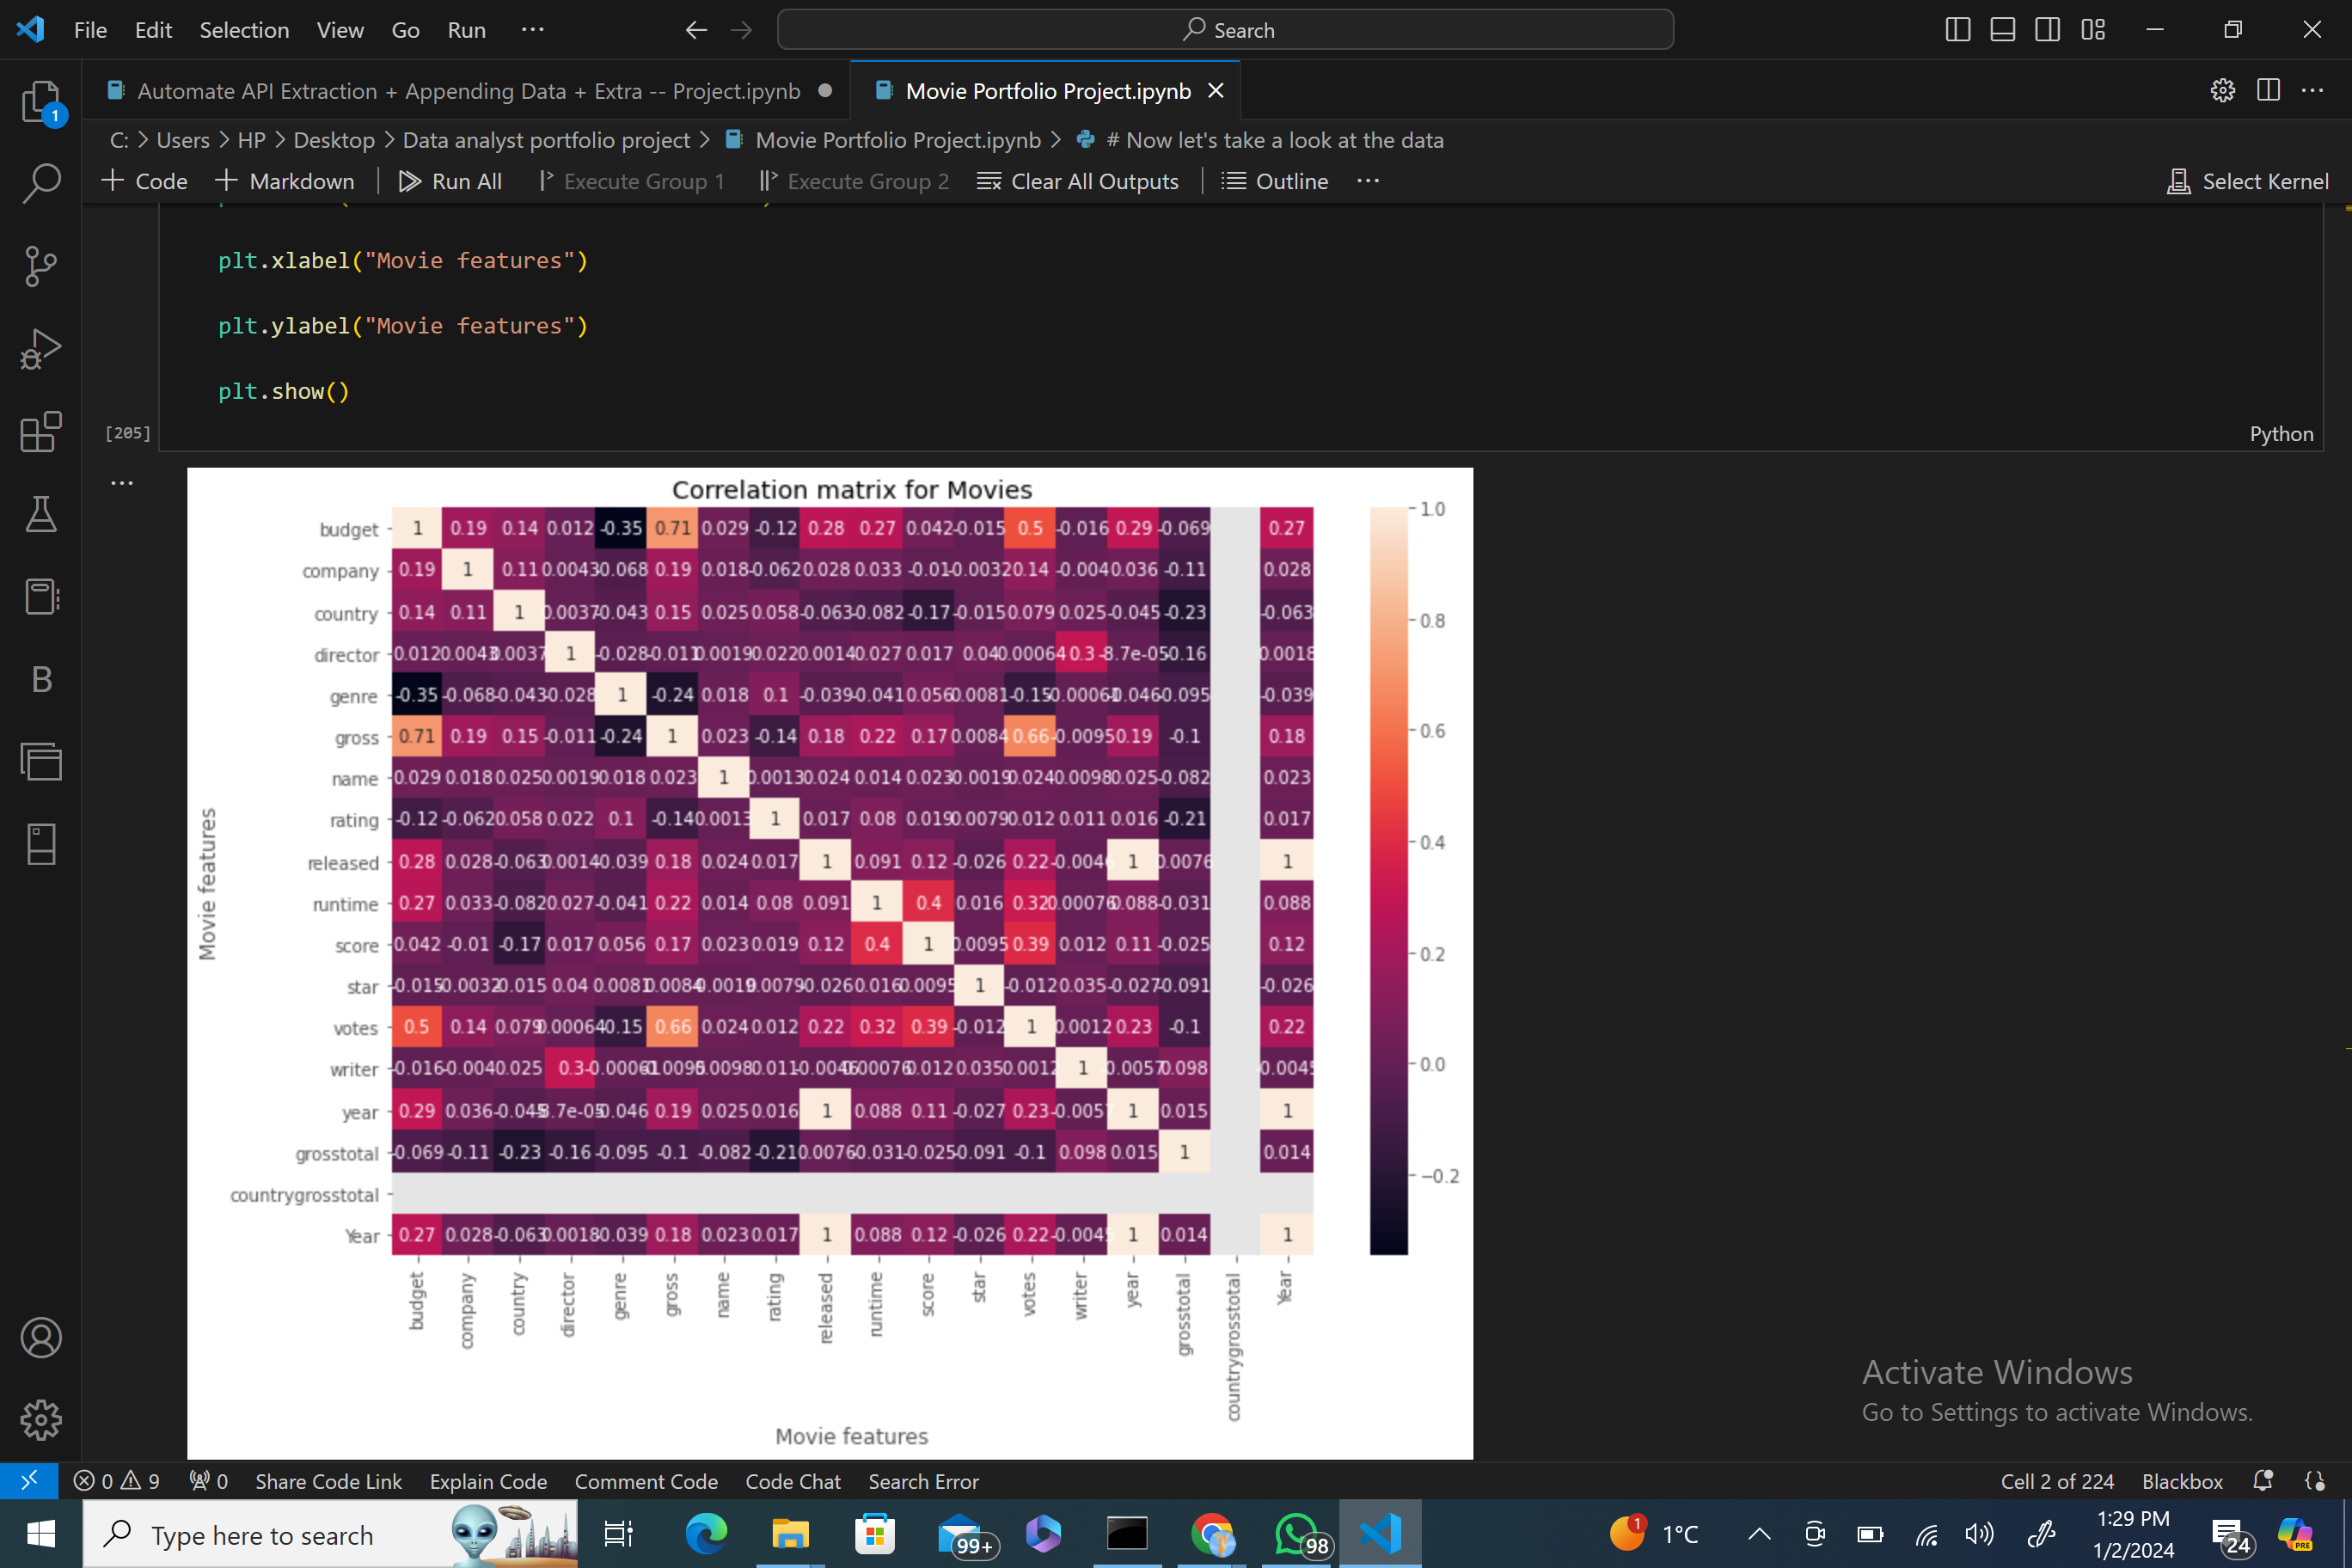 File Edit Selection View Go Run ··· Search
1
Automate API Extraction + Appending Data + Extra -- Project.ipynb Movie Portfolio Project.ipynb
C: > Users > HP > Desktop > Data analyst portfolio project > Movie Portfolio Project.ipynb > # Now let's take a look at the data
Code Markdown Run All Execute Group 1 Execute Group 2 Clear All Outputs Outline ··· Select Kernel
plt.xlabel("Movie features")
plt.ylabel("Movie features")
plt.show()
[205] Python
Correlation matrix for Movies
budget 1 0.19 0.14 0.012 -0.35 0.71 0.029 -0.12 0.28 0.27 0.042 -0.015 0.5 -0.016 0.29 -0.069 0.27
company 0.19 1 0.11 0.0043 -0.068 0.19 0.018 -0.062 0.028 0.033 -0.01 -0.0032 0.14 -0.004 0.036 -0.11 0.028
country 0.14 0.11 1 0.0037 -0.043 0.15 0.025 0.058 -0.063 -0.082 -0.17 -0.015 0.079 0.025 -0.045 -0.23 -0.063
director 0.012 0.0043 0.0037 1 -0.028 -0.011 0.0019 0.022 0.0014 0.027 0.017 0.04 0.00064 0.3 -8.7e-05 -0.16 0.0018
genre -0.35 -0.068 -0.043 -0.028 1 -0.24 0.018 0.1 -0.039 -0.041 0.056 0.0081 -0.15 -0.046 -0.095 -0.039
gross 0.71 0.19 0.15 -0.011 -0.24 1 0.023 -0.14 0.18 0.22 0.17 0.0084 0.66 -0.0095 0.19 -0.1 0.18
name 0.029 0.018 0.025 0.0019 0.018 0.023 1 0.0013 0.024 0.014 0.023 -0.0019 0.024 0.0098 0.025 -0.082 0.023
rating -0.12 -0.062 0.058 0.022 0.1 -0.14 0.0013 1 0.017 0.08 0.019 0.0079 0.012 0.011 0.016 -0.21 0.017
released 0.28 0.028 -0.063 0.0014 -0.039 0.18 0.024 0.017 1 0.091 0.12 -0.026 0.22 -0.0046 1 0.0076 1
runtime 0.27 0.033 -0.082 0.027 -0.041 0.22 0.014 0.08 0.091 1 0.4 0.016 0.32 0.00076 0.088 -0.031 0.088
score 0.042 -0.01 -0.17 0.017 0.056 0.17 0.023 0.019 0.12 0.4 1 0.0095 0.39 0.012 0.11 -0.025 0.12
star -0.015 -0.0032 -0.015 0.04 0.0081 0.0084 -0.0019 0.0079 -0.026 0.016 0.0095 1 -0.012 0.035 -0.027 -0.091 -0.026
votes 0.5 0.14 0.079 0.00064 -0.15 0.66 0.024 0.012 0.22 0.32 0.39 -0.012 1 0.0012 0.23 -0.1 0.22
writer -0.016 -0.004 0.025 0.3 -0.0095 0.0098 0.011 -0.0046 0.00076 0.012 0.035 0.0012 1 -0.0057 0.098 -0.0045
year 0.29 0.036 -0.045 -8.7e-05 -0.046 0.19 0.025 0.016 1 0.088 0.11 -0.027 0.23 -0.0057 1 0.015 1
grosstotal -0.069 -0.11 -0.23 -0.16 -0.095 -0.1 -0.082 -0.21 0.0076 -0.031 -0.025 -0.091 -0.1 0.098 0.015 1 0.014
countrygrosstotal
Year 0.27 0.028 -0.063 0.0018 -0.039 0.18 0.023 0.017 1 0.088 0.12 -0.026 0.22 -0.0045 1 0.014 1
budget company country director genre gross name rating released runtime score star votes writer year grosstotal countrygrosstotal Year
Movie features
Movie features
1.0
0.8
0.6
0.4
0.2
0.0
−0.2
Activate Windows
Go to Settings to activate Windows.
0 9 0 Share Code Link Explain Code Comment Code Code Chat Search Error Cell 2 of 224 Blackbox
Type here to search 99+ 98 1 1°C 1:29 PM 24 PRE
1/2/2024